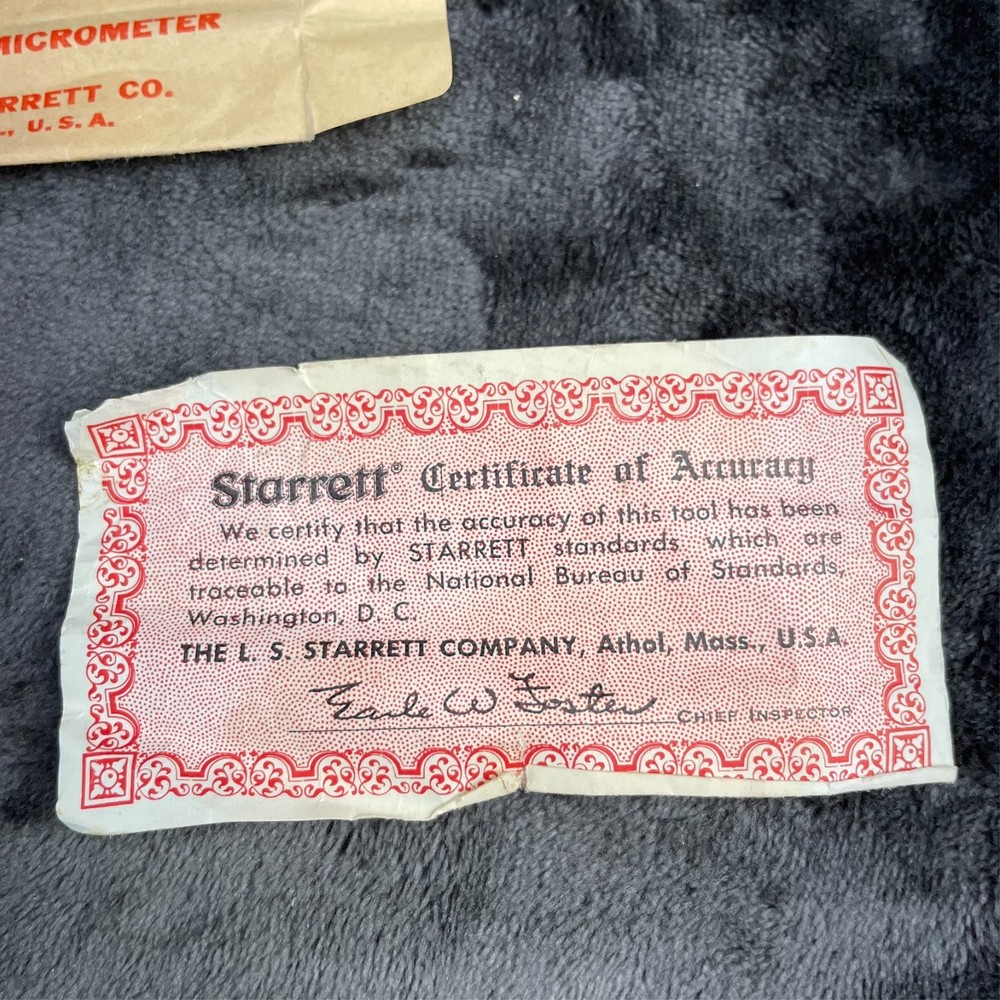 MICROMETER
RRETT CO.
., U.S.A.
Starrett® Certificate of Accuracy
We certify that the accuracy of this tool has been
determined by STARRETT standards which are
traceable to the National Bureau of Standards,
Washington, D. C.
THE L. S. STARRETT COMPANY, Athol, Mass., U.S.A.
Earle W Foster CHIEF INSPECTOR